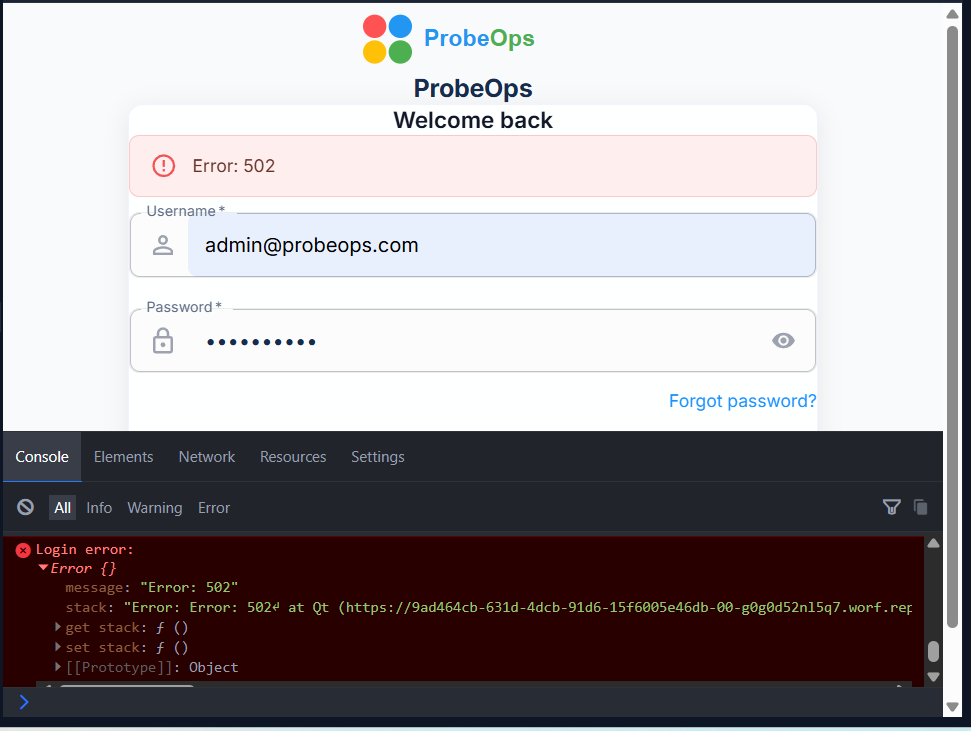 ProbeOps
ProbeOps
Welcome back
Error: 502
Username *
admin@probeops.com
Password *
••••••••••
Forgot password?
Console Elements Network Resources Settings
All Info Warning Error
Login error:
Error {}
message: "Error: 502"
stack: "Error: Error: 502↵ at Qt (https://9ad464cb-631d-4dcb-91d6-15f6005e46db-00-g0g0d52nl5q7.worf.rep
get stack: ƒ ()
set stack: ƒ ()
[[Prototype]]: Object